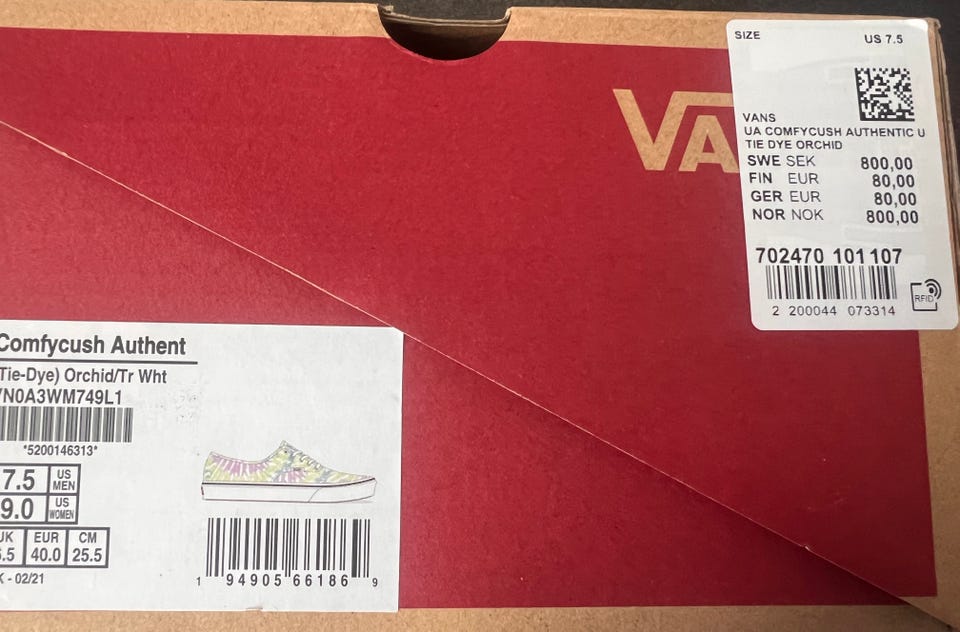 SIZE US 7.5
VANS
UA COMFYCUSH AUTHENTIC U
TIE DYE ORCHID
SWE SEK 800,00
FIN EUR 80,00
GER EUR 80,00
NOR NOK 800,00
702470 101107
2 200044 073314
RFID
VA
Comfycush Authent
Tie-Dye) Orchid/Tr Wht
VN0A3WM749L1
*5200146313*
7.5 US MEN
9.0 US WOMEN
UK EUR CM
.5 40.0 25.5
- 02/21
1 94905 66186 9